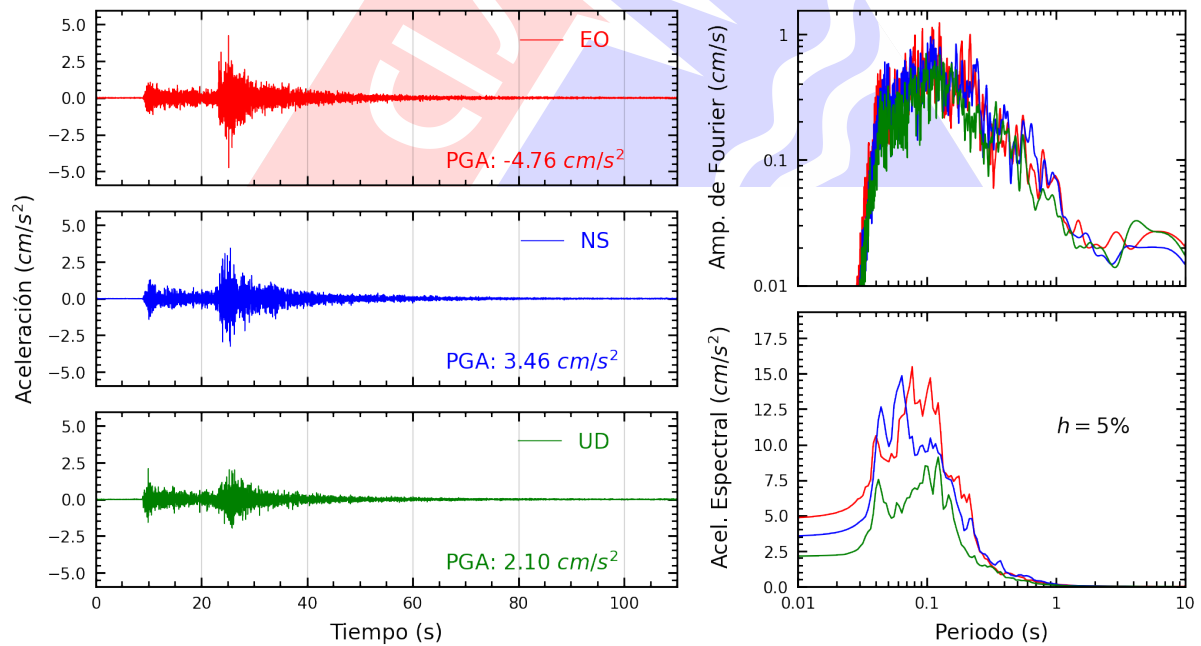 Aceleración (cm/s²)
5.0
2.5
0.0
−2.5
−5.0
EO
PGA: -4.76 cm/s²
5.0
2.5
0.0
−2.5
−5.0
NS
PGA: 3.46 cm/s²
5.0
2.5
0.0
−2.5
−5.0
UD
PGA: 2.10 cm/s²
0 20 40 60 80 100
Tiempo (s)
Amp. de Fourier (cm/s)
1
0.1
0.01
Acel. Espectral (cm/s²)
17.5
15.0
12.5
10.0
7.5
5.0
2.5
0.0
h = 5%
0.01 0.1 1 10
Periodo (s)